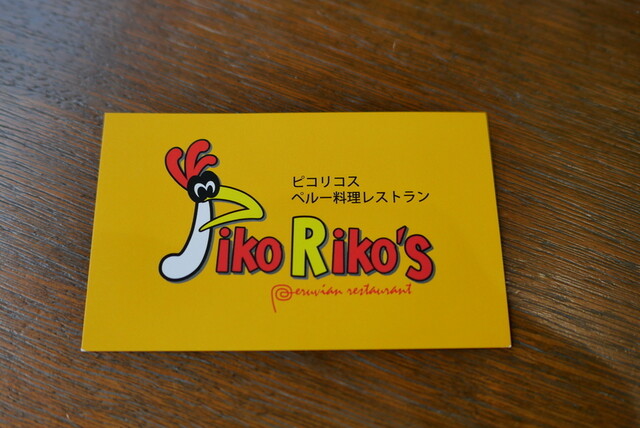 ピコリコス
ペルー料理レストラン
Piko Riko's
Peruvian restaurant